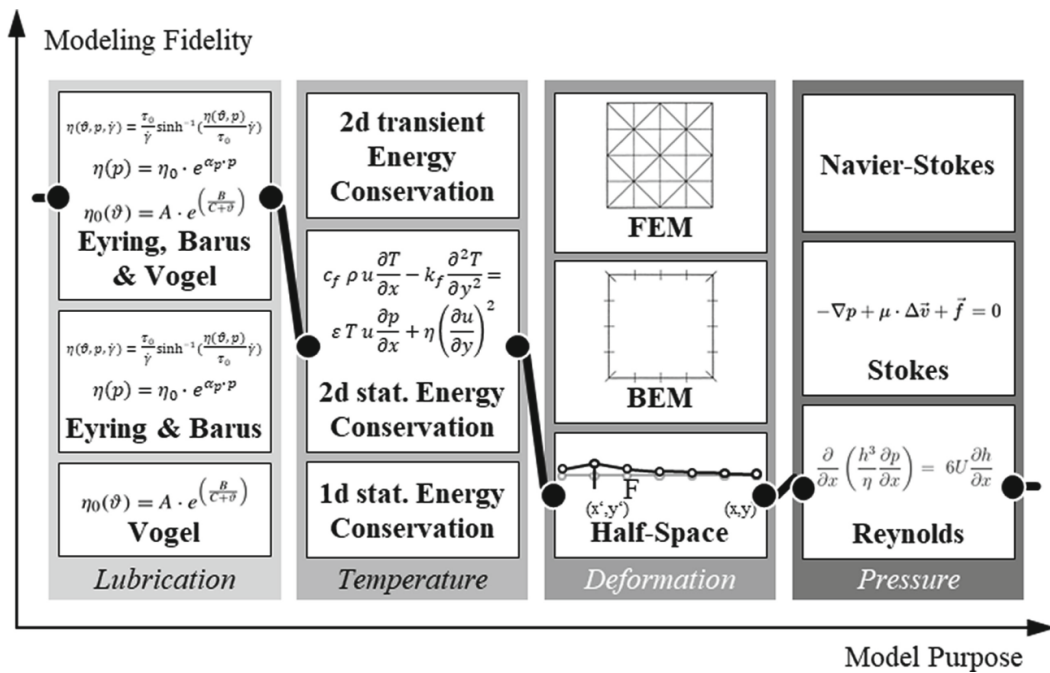 Modeling Fidelity
η(ϑ, p, γ̇) = τ₀/γ̇ sinh⁻¹(η(ϑ,p)/τ₀ γ̇)
η(p) = η₀ · e^(αₚ·p)
η₀(ϑ) = A · e^(B/(C+ϑ))
Eyring, Barus
& Vogel
η(ϑ, p, γ̇) = τ₀/γ̇ sinh⁻¹(η(ϑ,p)/τ₀ γ̇)
η(p) = η₀ · e^(αₚ·p)
Eyring & Barus
η₀(ϑ) = A · e^(B/(C+ϑ))
Vogel
Lubrication
2d transient
Energy
Conservation
c_f ρ u ∂T/∂x − k_f ∂²T/∂y² =
ε T u ∂p/∂x + η(∂u/∂y)²
2d stat. Energy
Conservation
1d stat. Energy
Conservation
Temperature
FEM
BEM
F
(x‘,y‘)
(x,y)
Half-Space
Deformation
Navier-Stokes
−∇p + μ · Δv⃗ + f⃗ = 0
Stokes
∂/∂x (h³/η ∂p/∂x) = 6U ∂h/∂x
Reynolds
Pressure
Model Purpose